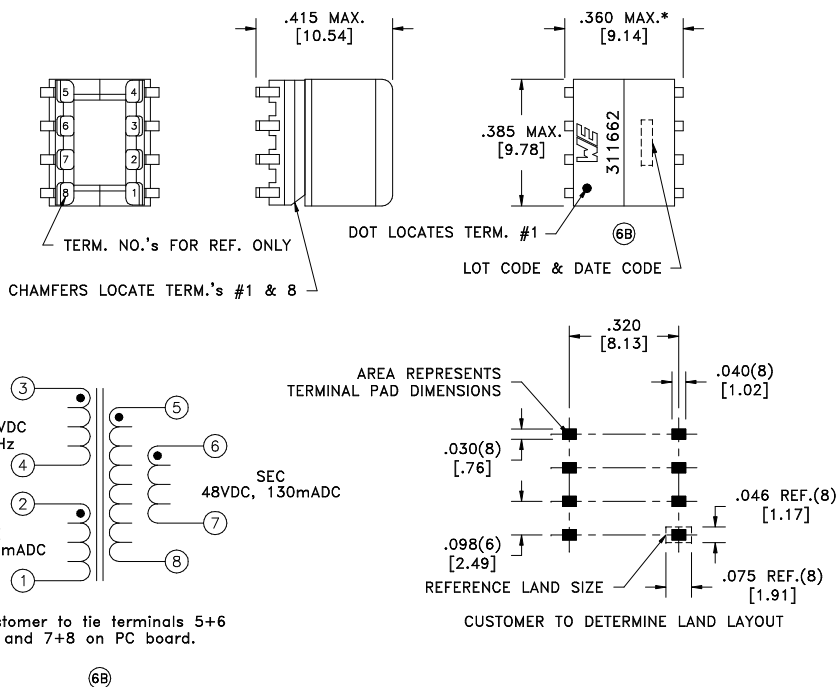 .415 MAX.
[10.54]
.360 MAX.*
[9.14]
5
4
6
3
7
2
8
1
.385 MAX.
[9.78]
WE
311662
TERM. NO.'s FOR REF. ONLY
DOT LOCATES TERM. #1
6B
LOT CODE & DATE CODE
CHAMFERS LOCATE TERM.'s #1 & 8
.320
[8.13]
AREA REPRESENTS
TERMINAL PAD DIMENSIONS
.040(8)
[1.02]
.030(8)
[.76]
.046 REF.(8)
[1.17]
.098(6)
[2.49]
REFERENCE LAND SIZE
.075 REF.(8)
[1.91]
CUSTOMER TO DETERMINE LAND LAYOUT
3
5
VDC
Hz
6
4
SEC
48VDC, 130mADC
2
7
mADC
8
1
stomer to tie terminals 5+6
and 7+8 on PC board.
6B